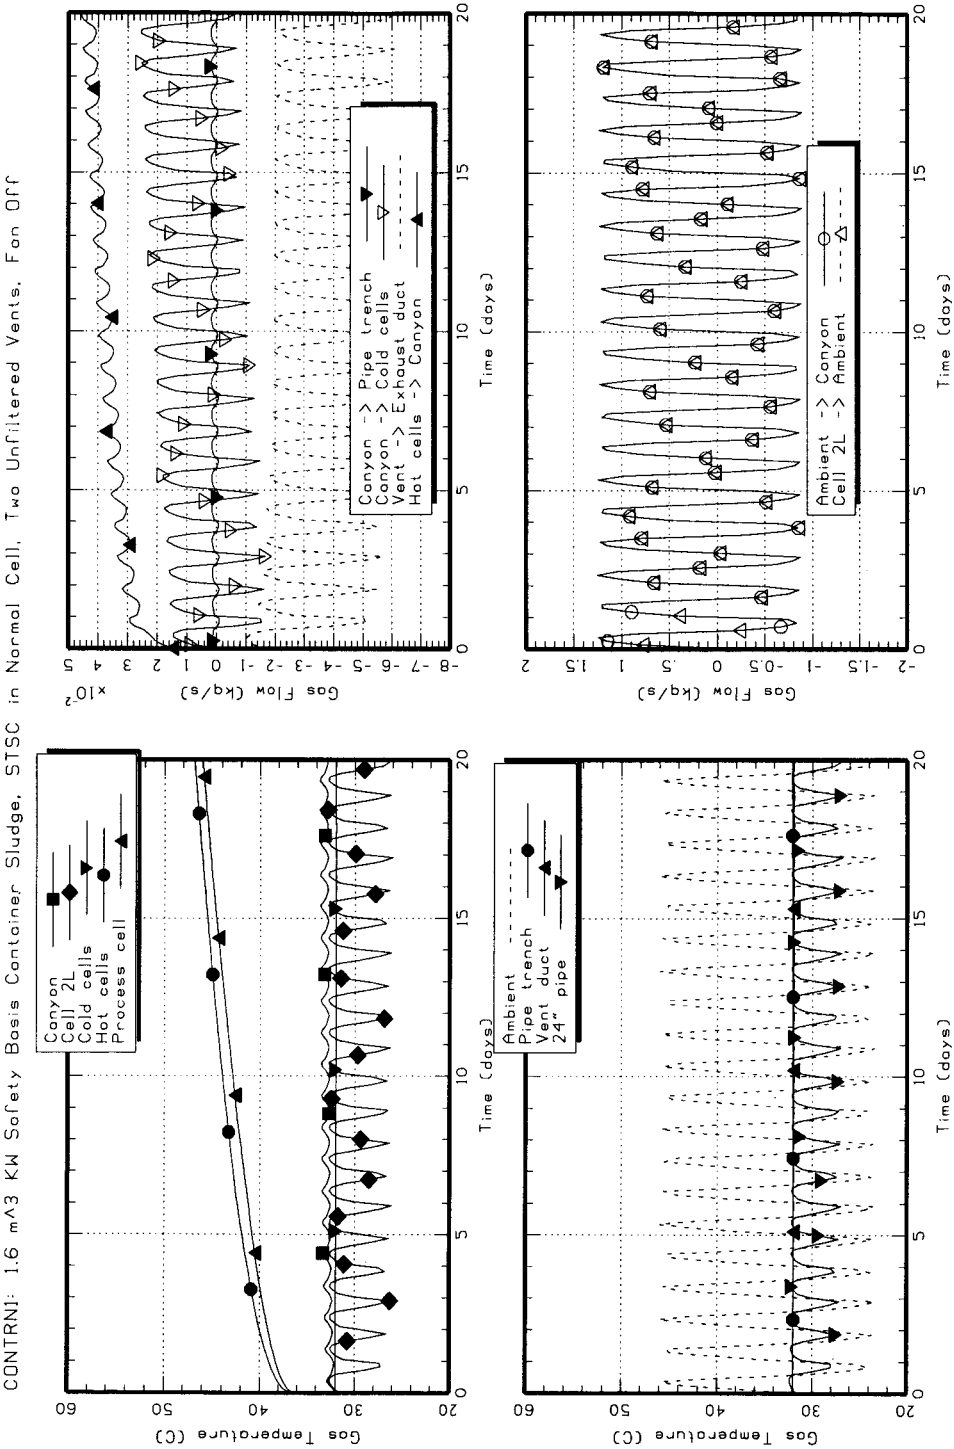 CONTRN1: 1.6 m^3 KW Safety Basis Container Sludge, STSC in Normal Cell, Two Unfiltered Vents, Fan Off
60
50
40
30
20
Gas Temperature (C)
0
5
10
15
20
Time (days)
Canyon
Cell 2L
Cold cells
Hot cells
Process cell
x10-2
5
4
3
2
1
0
-1
-2
-3
-4
-5
-6
-7
-8
Gas Flow (kg/s)
0
5
10
15
20
Time (days)
Canyon -> Pipe trench
Canyon -> Cold cells
Vent -> Exhaust duct
Hot cells -> Canyon
60
50
40
30
20
Gas Temperature (C)
0
5
10
15
20
Time (days)
Ambient
Pipe trench
Vent duct
24" pipe
2
1.5
1
.5
0
-0.5
-1
-1.5
-2
Gas Flow (kg/s)
0
5
10
15
20
Time (days)
Ambient -> Canyon
Cell 2L -> Ambient